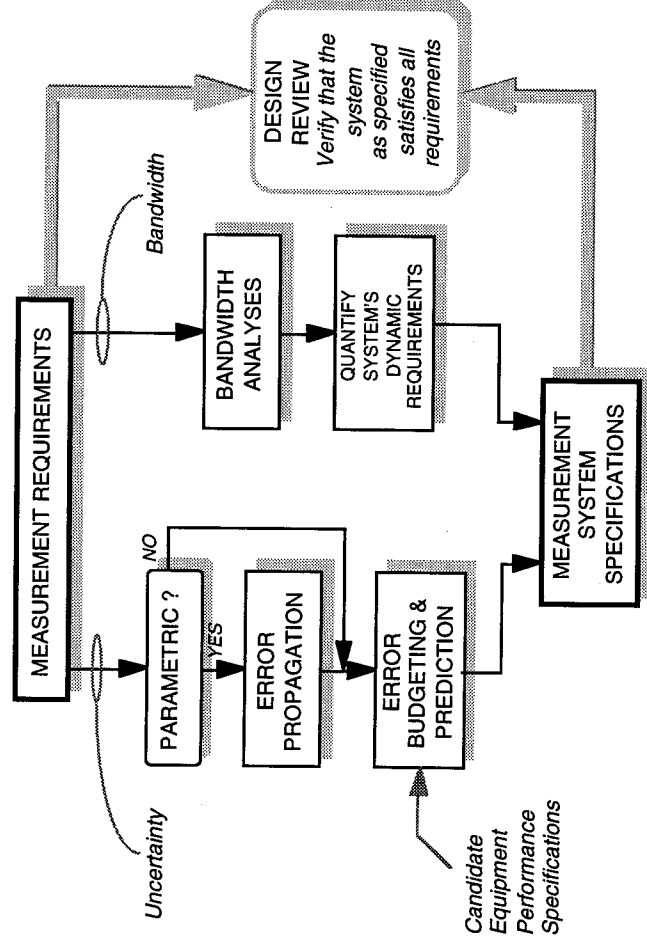 MEASUREMENT REQUIREMENTS
Uncertainty
Bandwidth
PARAMETRIC ?
NO
YES
ERROR
PROPAGATION
ERROR
BUDGETING &
PREDICTION
Candidate
Equipment
Performance
Specifications
BANDWIDTH
ANALYSES
QUANTIFY
SYSTEM'S
DYNAMIC
REQUIREMENTS
MEASUREMENT
SYSTEM
SPECIFICATIONS
DESIGN
REVIEW
Verify that the
system
as specified
satisfies all
requirements